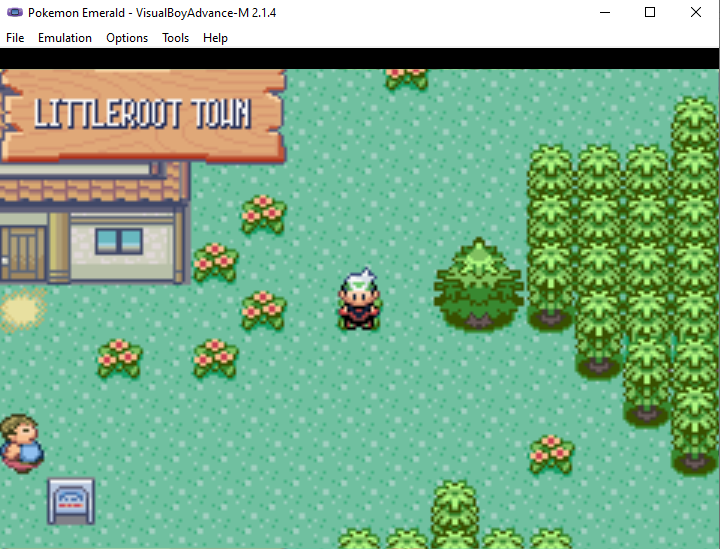 Pokemon Emerald - VisualBoyAdvance-M 2.1.4
File Emulation Options Tools Help
LITTLEROOT TOWN